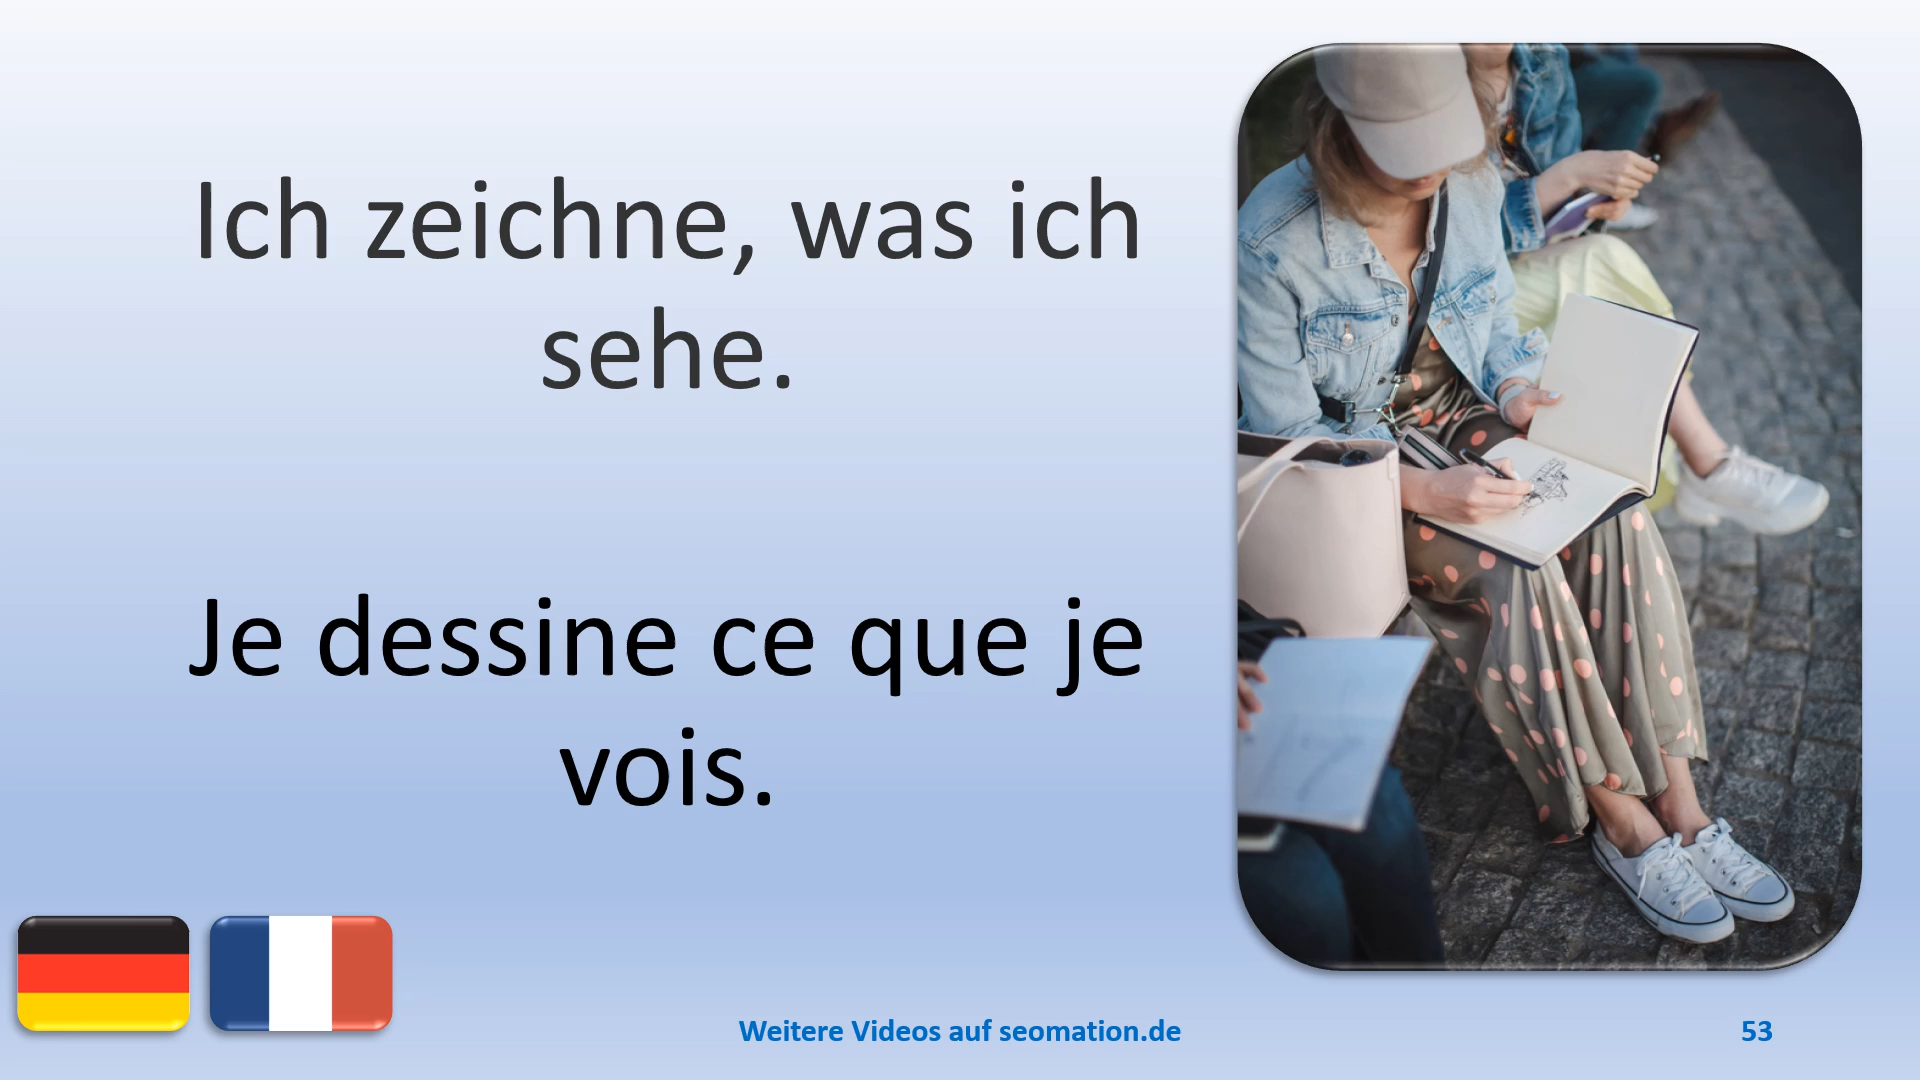 Ich zeichne, was ich
sehe.
Je dessine ce que je
vois.
Weitere Videos auf seomation.de
53